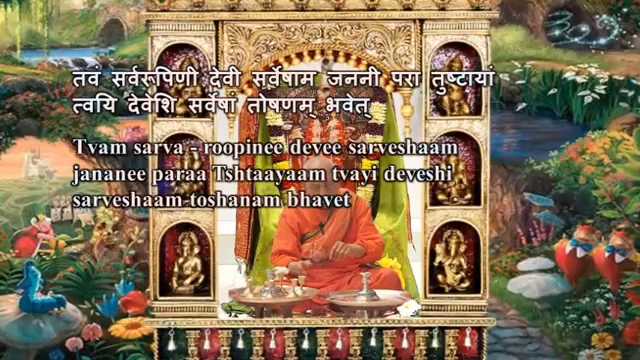 तवं सर्वरूपिणी देवी सर्वेषाम जननी परा तुष्टायां
त्वयि देवेशि सर्वेषां तोषणम् भवेत्
Tvam sarva - roopinee devee sarveshaam
jananee paraa Tshtaayaam tvayi deveshi
sarveshaam toshanam bhavet